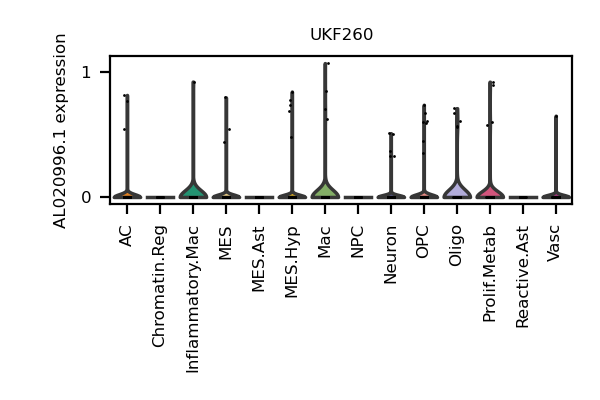 UKF260
AL020996.1 expression
1
0
AC
Chromatin.Reg
Inflammatory.Mac
MES
MES.Ast
MES.Hyp
Mac
NPC
Neuron
OPC
Oligo
Prolif.Metab
Reactive.Ast
Vasc